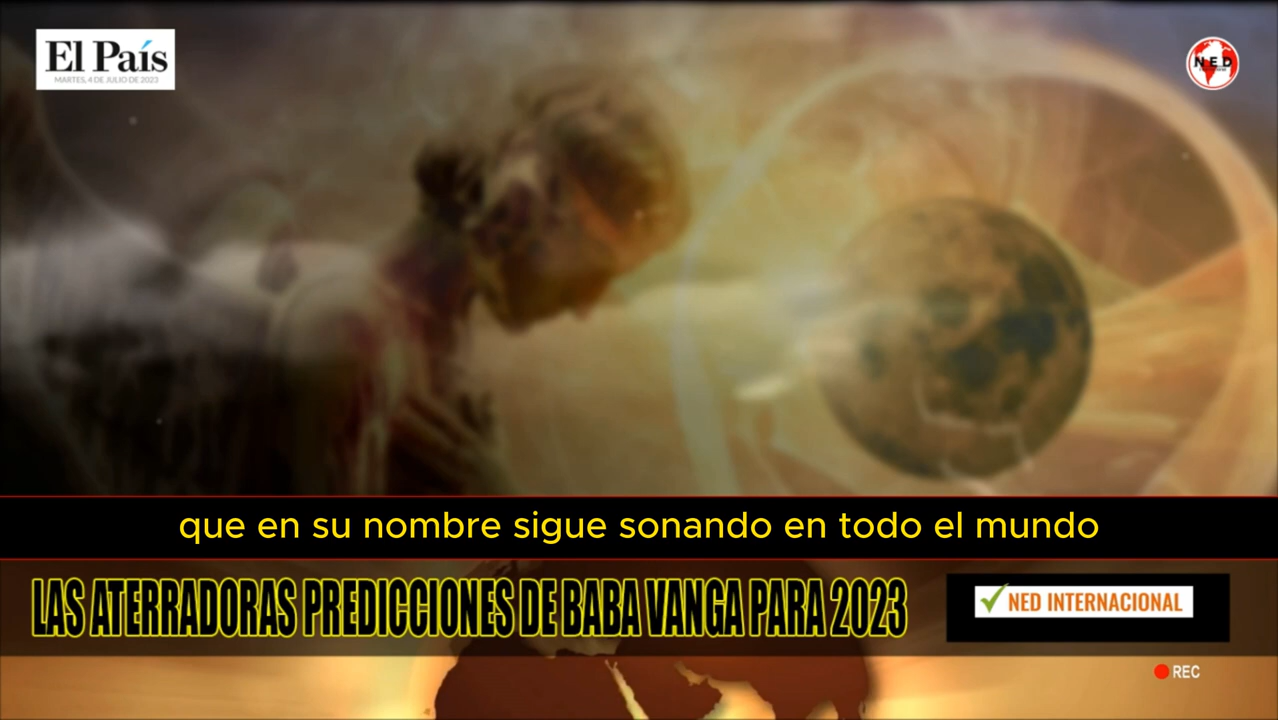 El País
MARTES, 4 DE JULIO DE 2023
NED
que en su nombre sigue sonando en todo el mundo
LAS ATERRADORAS PREDICCIONES DE BABA VANGA PARA 2023
NED INTERNACIONAL
REC